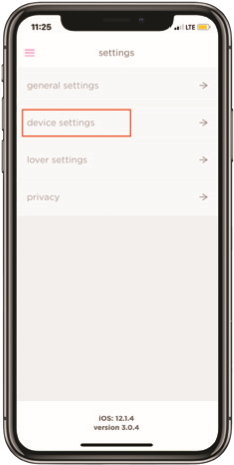 11:25
LTE
settings
general settings
device settings
lover settings
privacy
iOS: 12.1.4
version 3.0.4